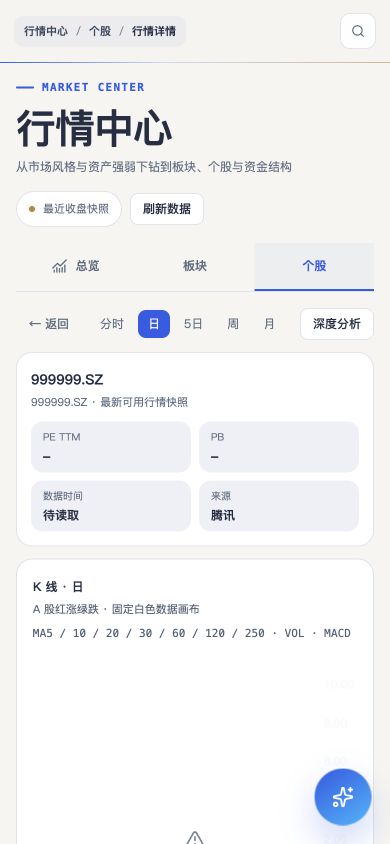 行情中心 / 个股 / 行情详情
MARKET CENTER
行情中心
从市场风格与资产强弱下钻到板块、个股与资金结构
最近收盘快照
刷新数据
总览 板块 个股
← 返回 分时 日 5日 周 月 深度分析
999999.SZ
999999.SZ · 最新可用行情快照
PE TTM
–
PB
–
数据时间
待读取
来源
腾讯
K 线 · 日
A 股红涨绿跌 · 固定白色数据画布
MA5 / 10 / 20 / 30 / 60 / 120 / 250 · VOL · MACD
10.00
9.00
8.00